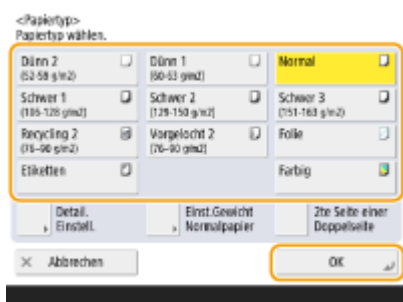 <Papiertyp>
Papiertyp wählen.
Dünn 2
(52-59 g/m2)
Dünn 1
(60-63 g/m2)
Normal
Schwer 1
(106-128 g/m2)
Schwer 2
(129-150 g/m2)
Schwer 3
(151-163 g/m2)
Recycling 2
(76-90 g/m2)
Vorgelocht 2
(76-90 g/m2)
Folie
Etiketten
Farbig
Detail.
Einstell.
Einst.Gewicht
Normalpapier
2te Seite einer
Doppelseite
Abbrechen
OK